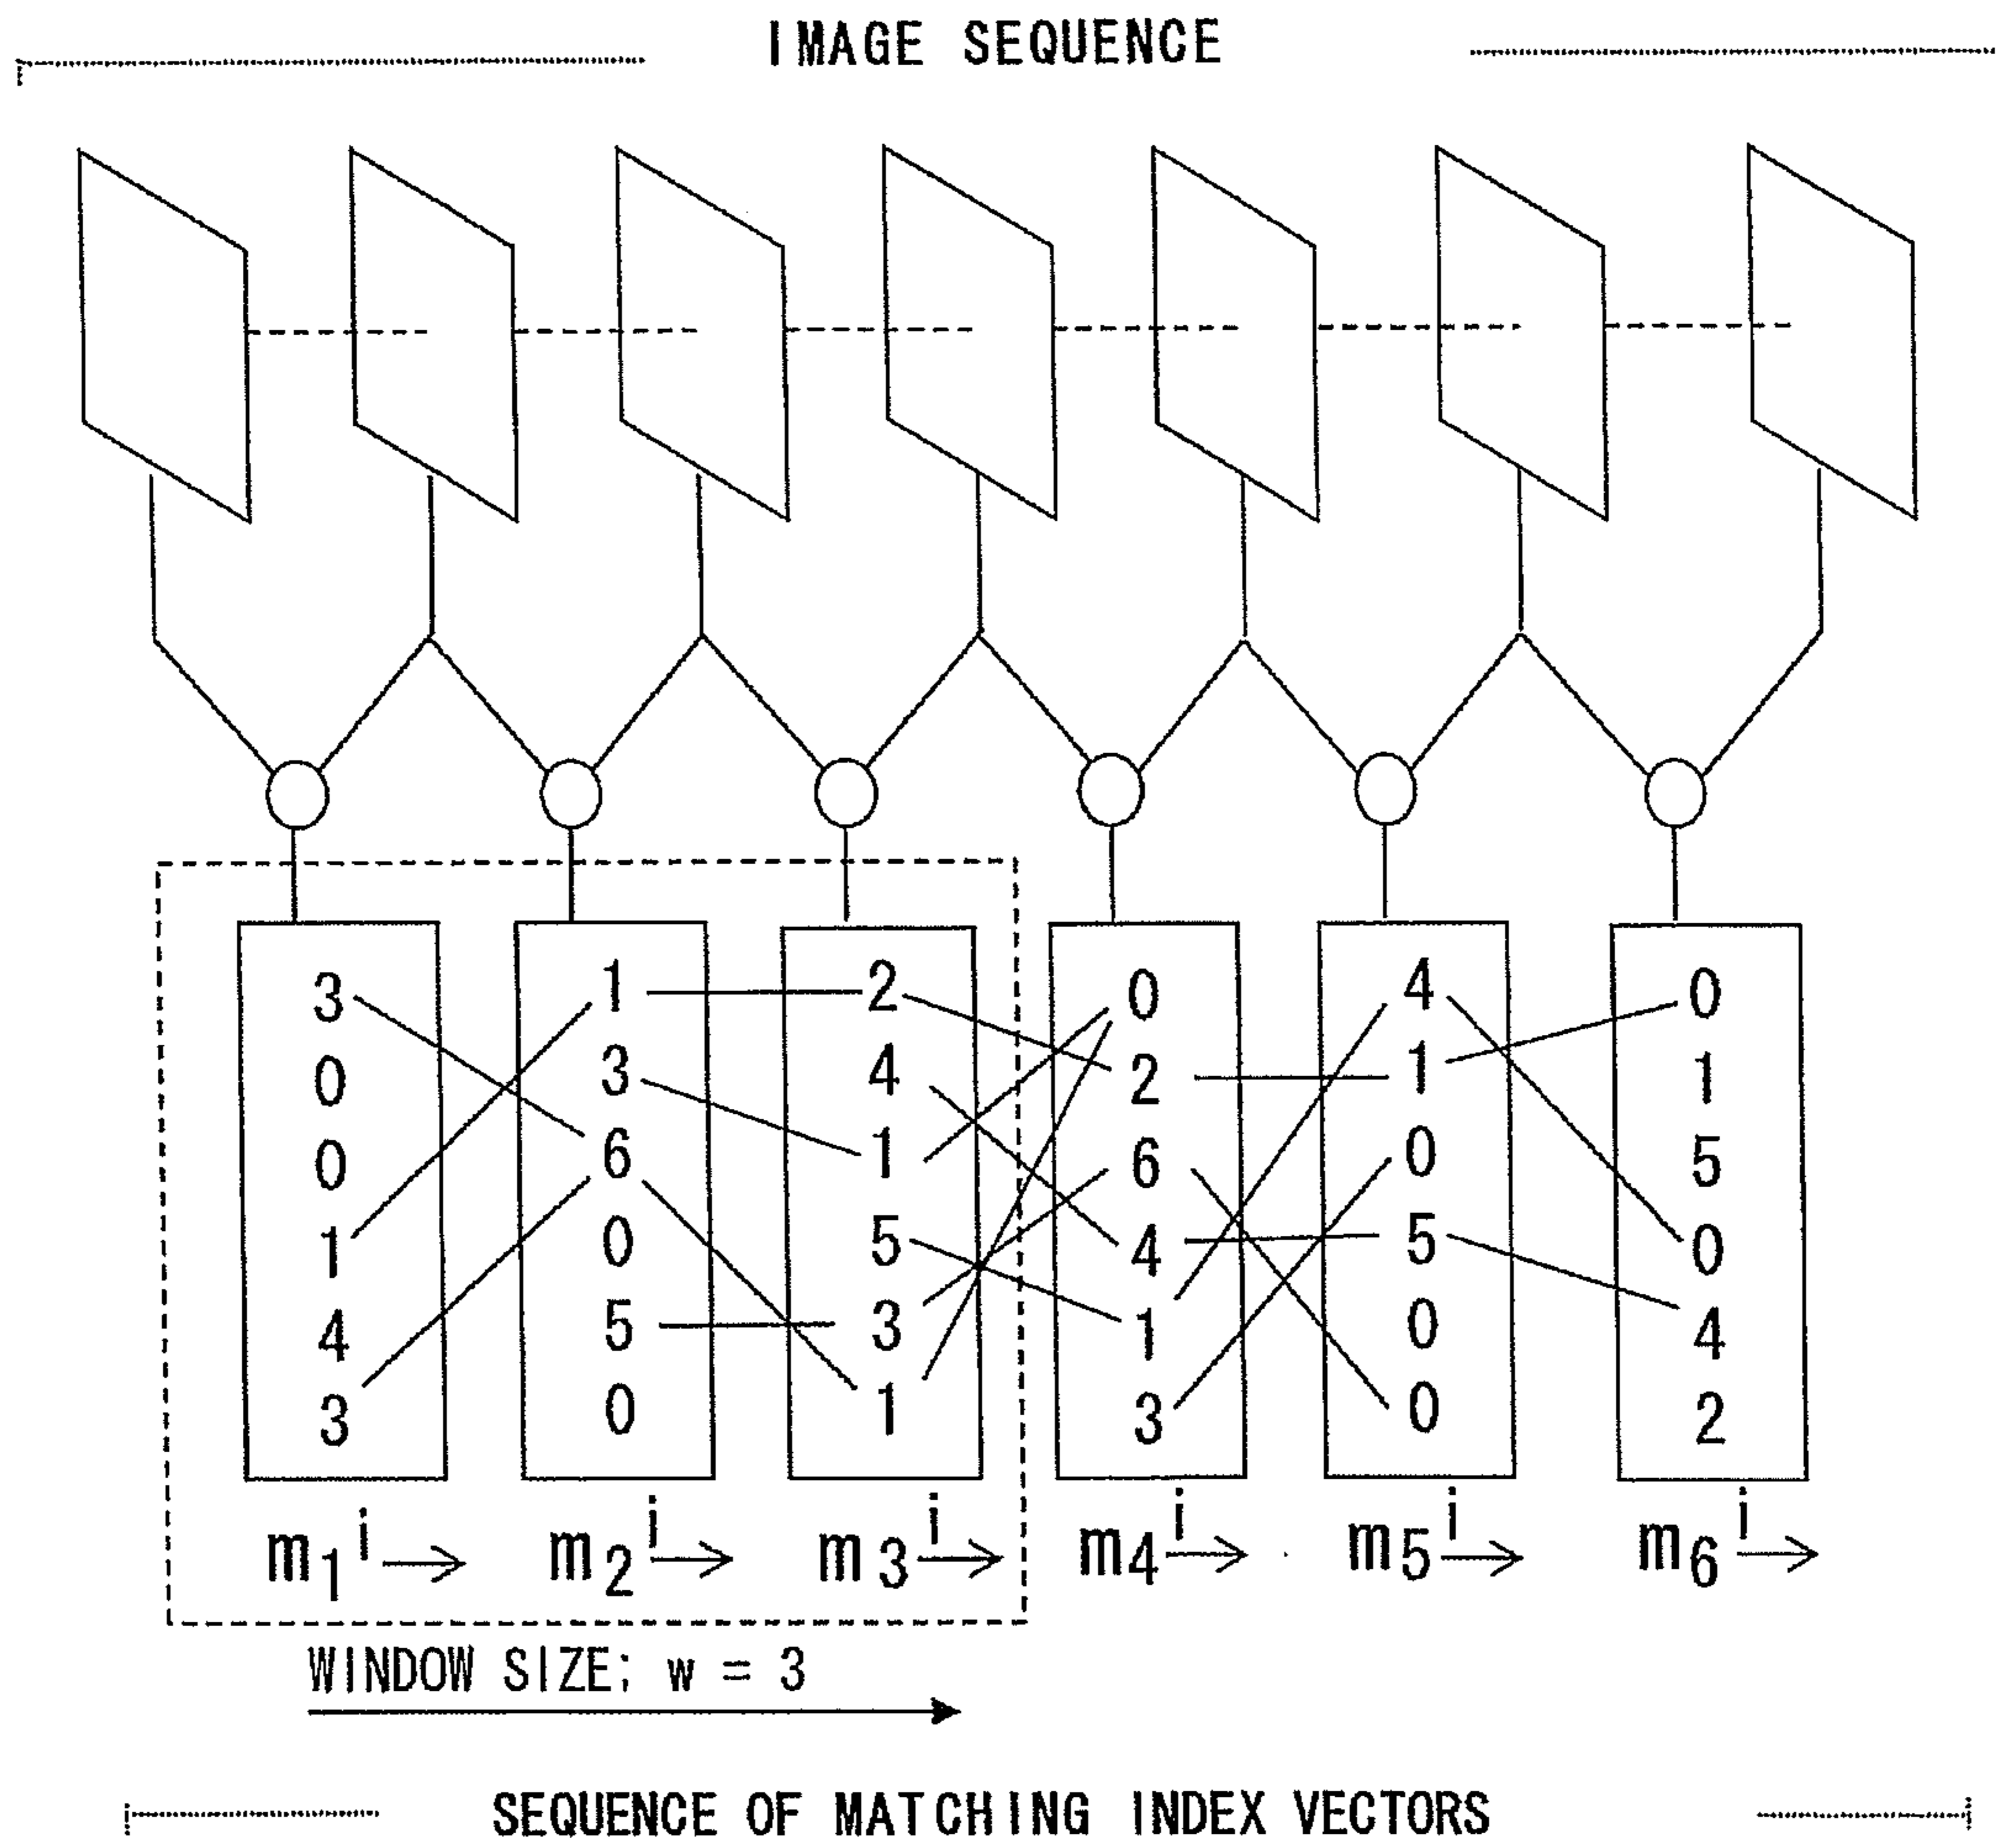 IMAGE SEQUENCE
3 1 2 0 4 0
0 3 4 2 1 1
0 6 1 6 0 5
1 0 5 4 5 0
4 5 3 1 0 4
3 0 1 3 0 2
m1i m2i m3i m4i m5i m6i
WINDOW SIZE; w = 3
SEQUENCE OF MATCHING INDEX VECTORS